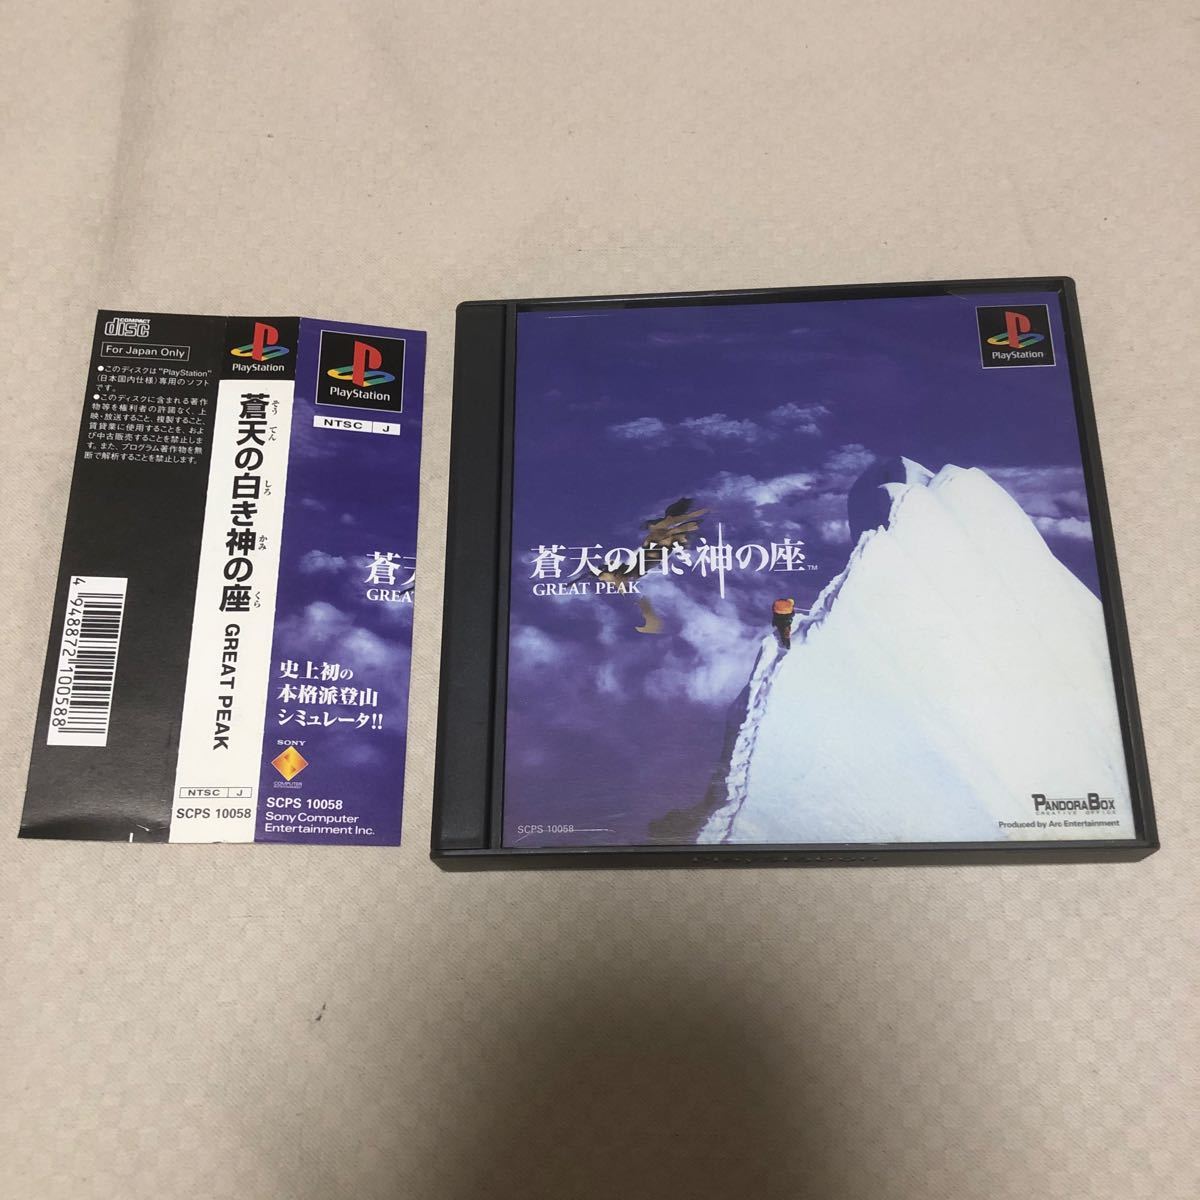 COMPACT
disc
For Japan Only
●このディスクは"PlayStation"
(日本国内仕様)専用のソフト
です。
●このディスクに含まれる著作
物等を権利者の許諾なく、上
映・放送すること、複製すること、
賃貸業に使用すること、およ
び中古販売することを禁止しま
す。また、プログラム著作物を無
断で解析することを禁止します。
4 948872 100588
PlayStation
蒼天の白き神の座 GREAT PEAK
そう てん しろ かみ くら
NTSC J
SCPS 10058
PlayStation
NTSC J
蒼天
GREAT
史上初の
本格派登山
シミュレータ!!
SONY
COMPUTER
ENTERTAINMENT
SCPS 10058
Sony Computer
Entertainment Inc.
PlayStation
蒼天の白き神の座™
GREAT PEAK
SCPS 10058
PANDORA BOX
CREATIVE OFFICE
Produced by Arc Entertainment
PlayStation